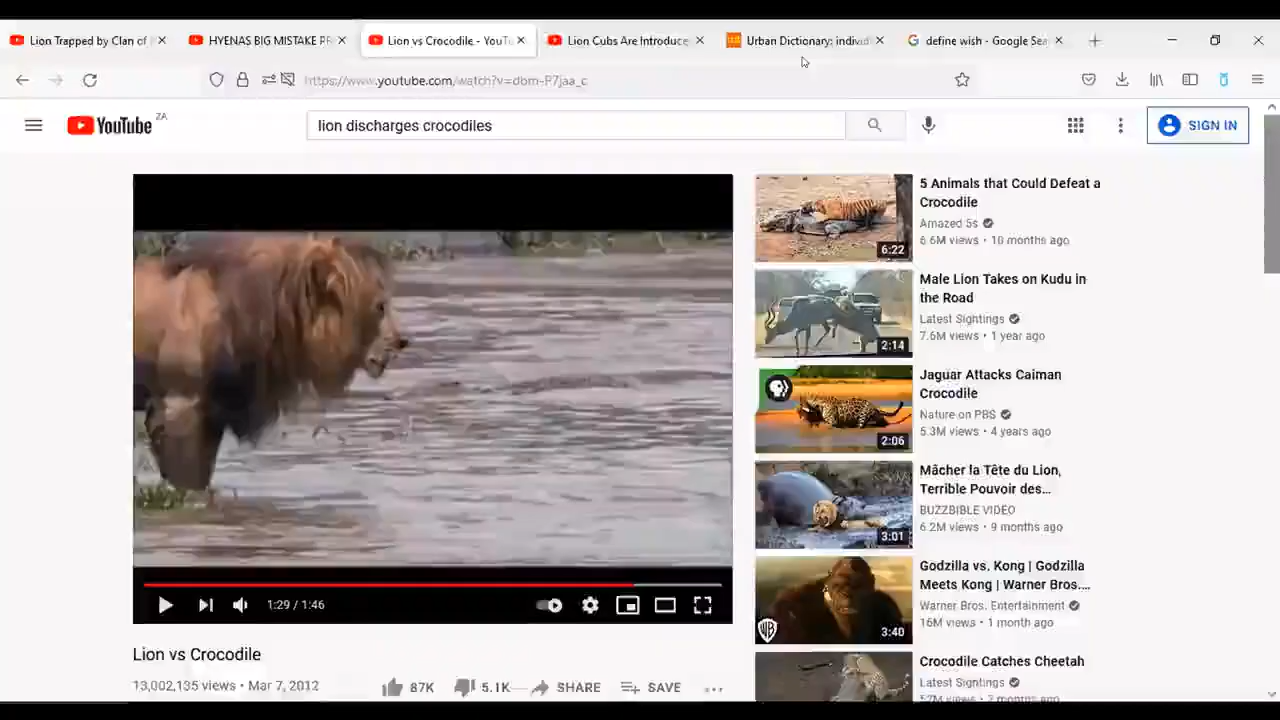 Lion Trapped by Clan of
HYENAS BIG MISTAKE PR
Lion vs Crocodile - YouTu
Lion Cubs Are Introduce
Urban Dictionary: individ
define wish - Google Sea
https://www.youtube.com/watch?v=dbm-P7jaa_c
YouTube ZA
lion discharges crocodiles
SIGN IN
5 Animals that Could Defeat a
Crocodile
Amazed 5s
6.6M views • 10 months ago
6:22
Male Lion Takes on Kudu in
the Road
Latest Sightings
7.6M views • 1 year ago
2:14
Jaguar Attacks Caiman
Crocodile
Nature on PBS
5.3M views • 4 years ago
2:06
Mâcher la Tête du Lion,
Terrible Pouvoir des...
BUZZBIBLE VIDEO
6.2M views • 9 months ago
3:01
Godzilla vs. Kong | Godzilla
Meets Kong | Warner Bros....
Warner Bros. Entertainment
16M views • 1 month ago
3:40
1:29 / 1:46
Lion vs Crocodile
13,002,135 views • Mar 7, 2012
87K
5.1K
SHARE
SAVE
Crocodile Catches Cheetah
Latest Sightings